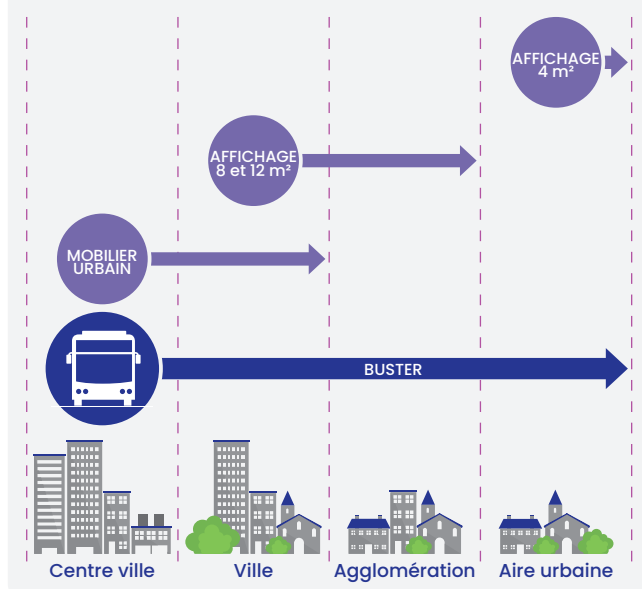 AFFICHAGE
4 m²
AFFICHAGE
8 et 12 m²
MOBILIER
URBAIN
BUSTER
Centre ville
Ville
Agglomération
Aire urbaine